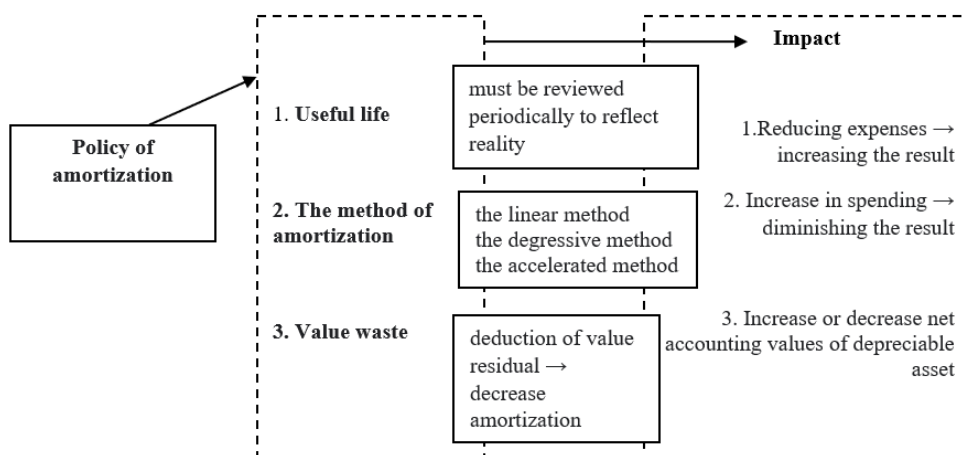 Impact
Policy of
amortization
1. Useful life
must be reviewed
periodically to reflect
reality
1.Reducing expenses →
increasing the result
2. The method of
amortization
the linear method
the degressive method
the accelerated method
2. Increase in spending →
diminishing the result
3. Value waste
deduction of value
residual →
decrease
amortization
3. Increase or decrease net
accounting values of depreciable
asset